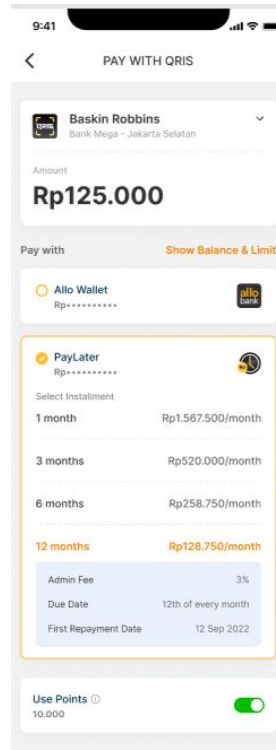 9:41
PAY WITH QRIS
QRIS
Baskin Robbins
Bank Mega - Jakarta Selatan
Amount
Rp125.000
Pay with
Show Balance & Limit
Allo Wallet
Rp••••••••••
allo
bank
PayLater
Rp••••••••••
Select Installment
1 month Rp1.567.500/month
3 months Rp520.000/month
6 months Rp258.750/month
12 months Rp128.750/month
Admin Fee 3%
Due Date 12th of every month
First Repayment Date 12 Sep 2022
Use Points
10.000